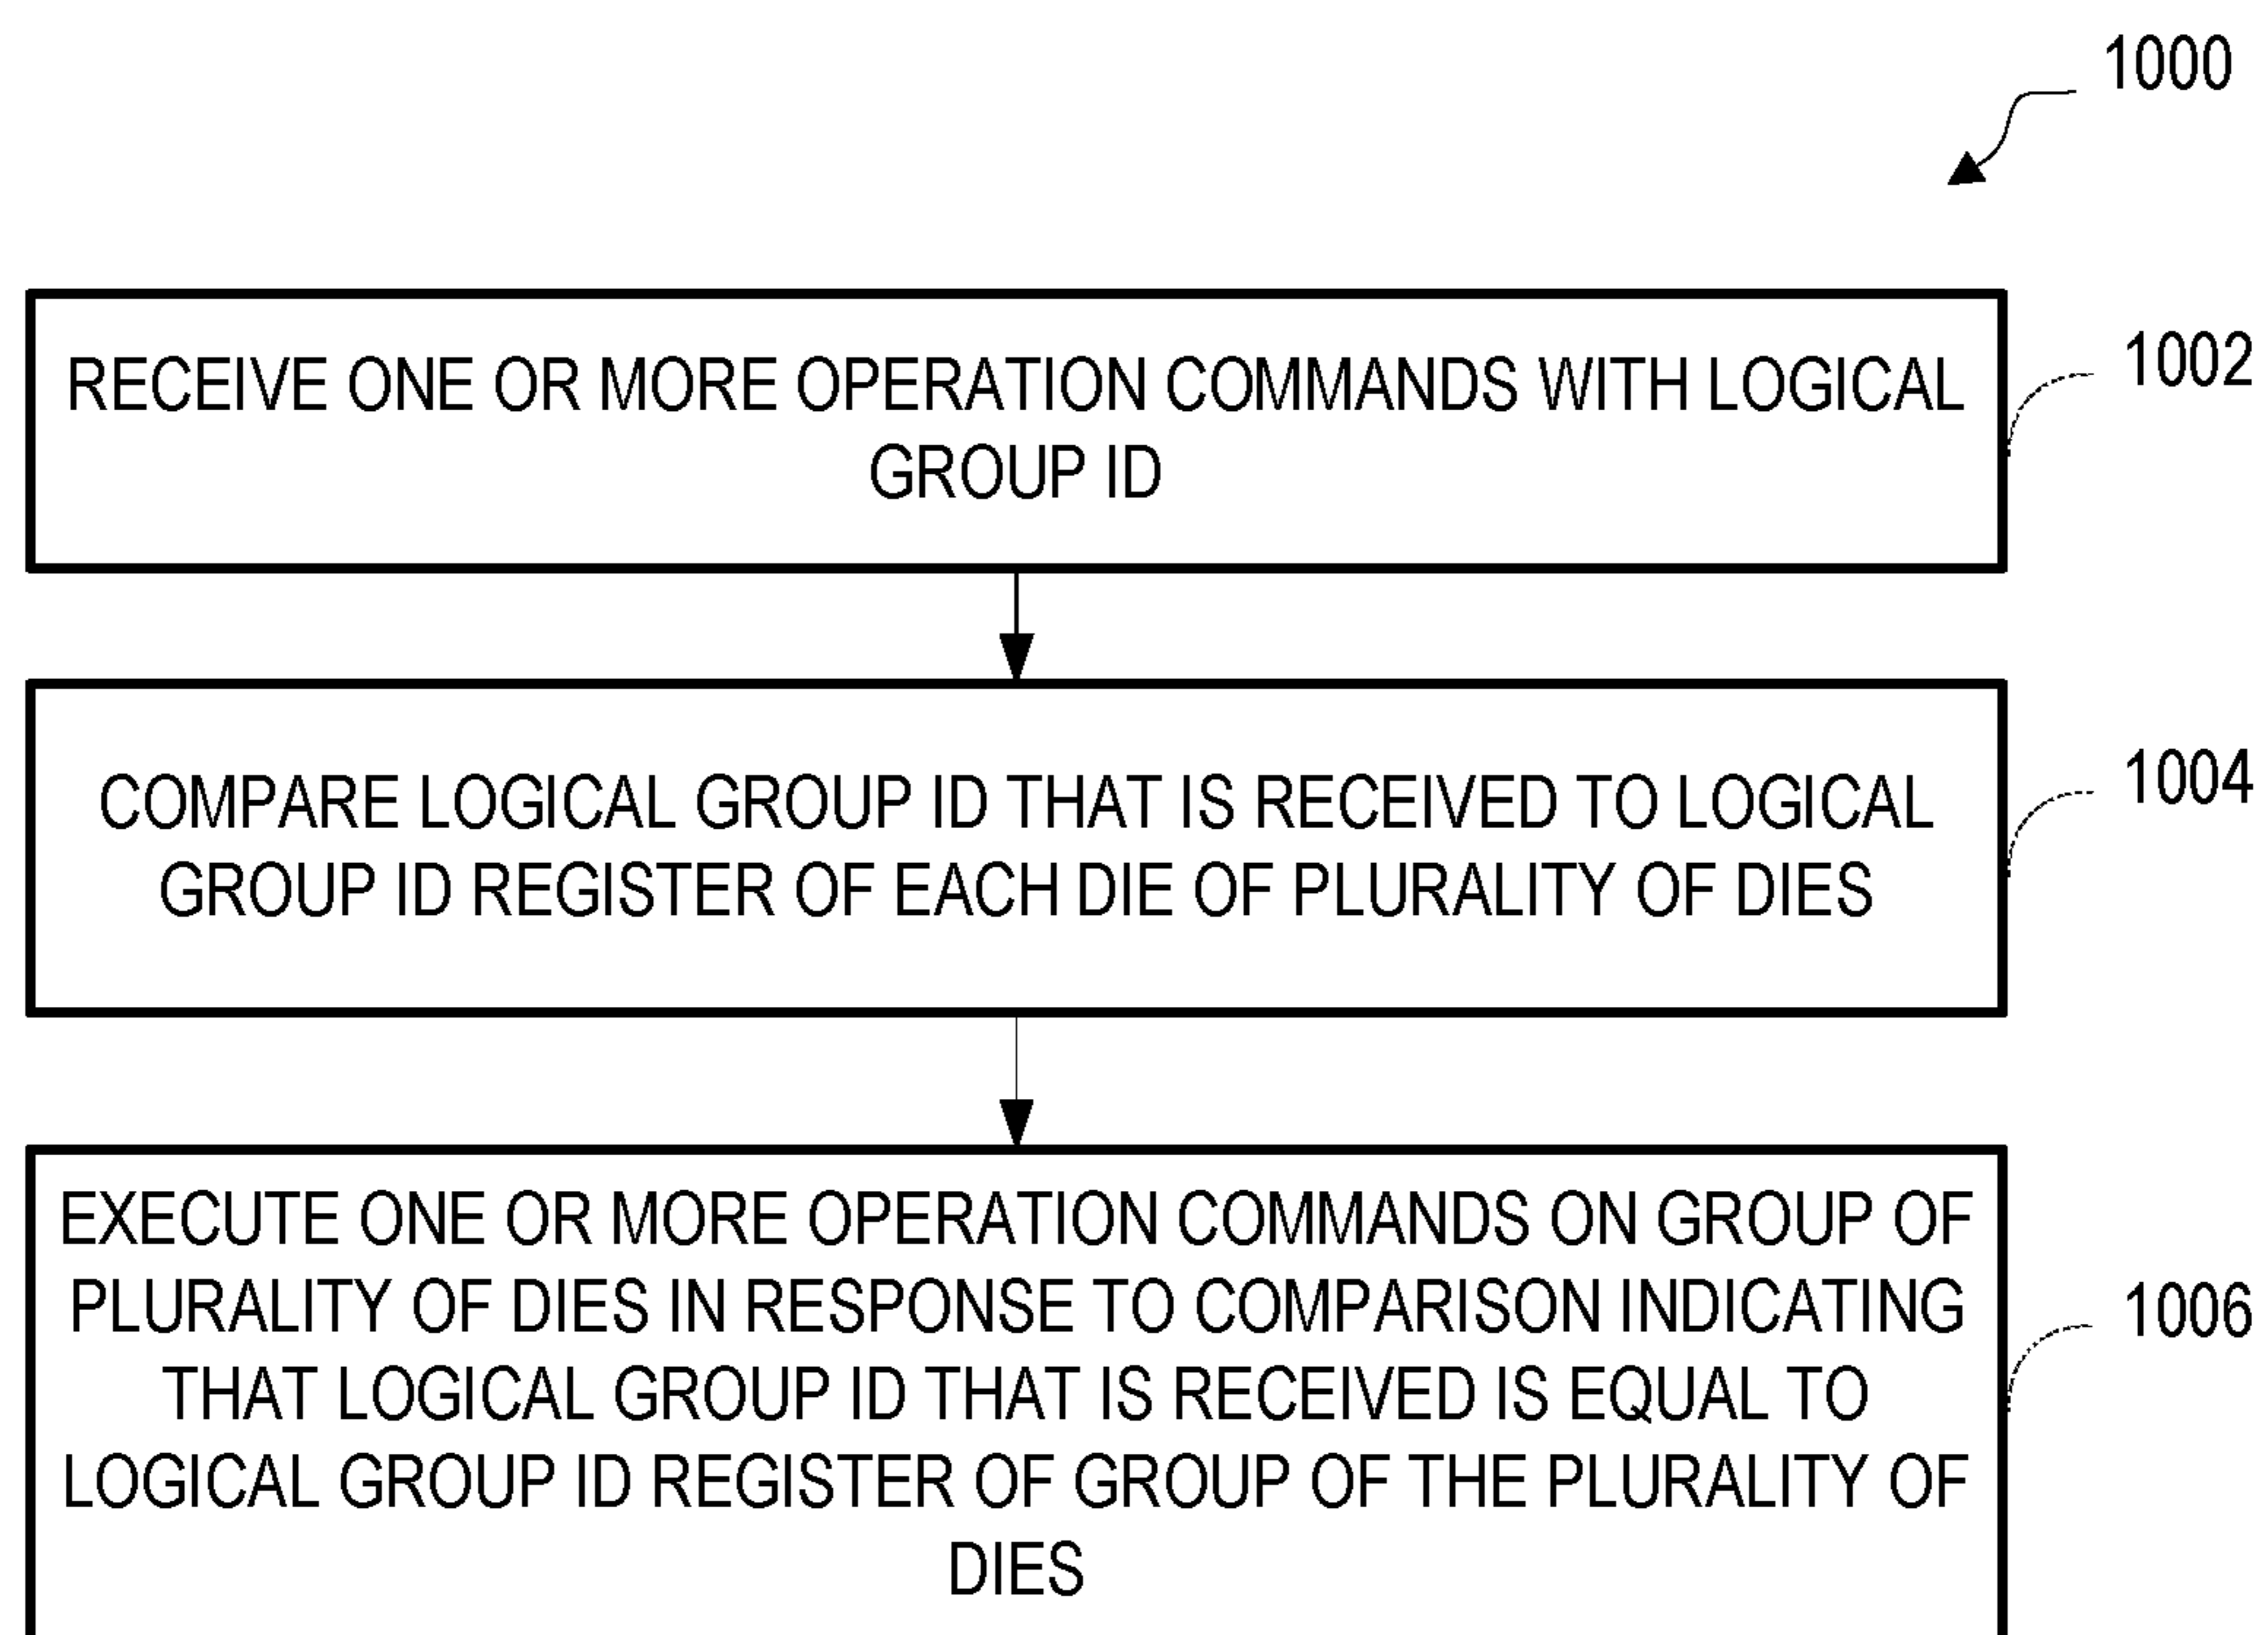 1000
RECEIVE ONE OR MORE OPERATION COMMANDS WITH LOGICAL
GROUP ID
1002
COMPARE LOGICAL GROUP ID THAT IS RECEIVED TO LOGICAL
GROUP ID REGISTER OF EACH DIE OF PLURALITY OF DIES
1004
EXECUTE ONE OR MORE OPERATION COMMANDS ON GROUP OF
PLURALITY OF DIES IN RESPONSE TO COMPARISON INDICATING
THAT LOGICAL GROUP ID THAT IS RECEIVED IS EQUAL TO
LOGICAL GROUP ID REGISTER OF GROUP OF THE PLURALITY OF
DIES
1006